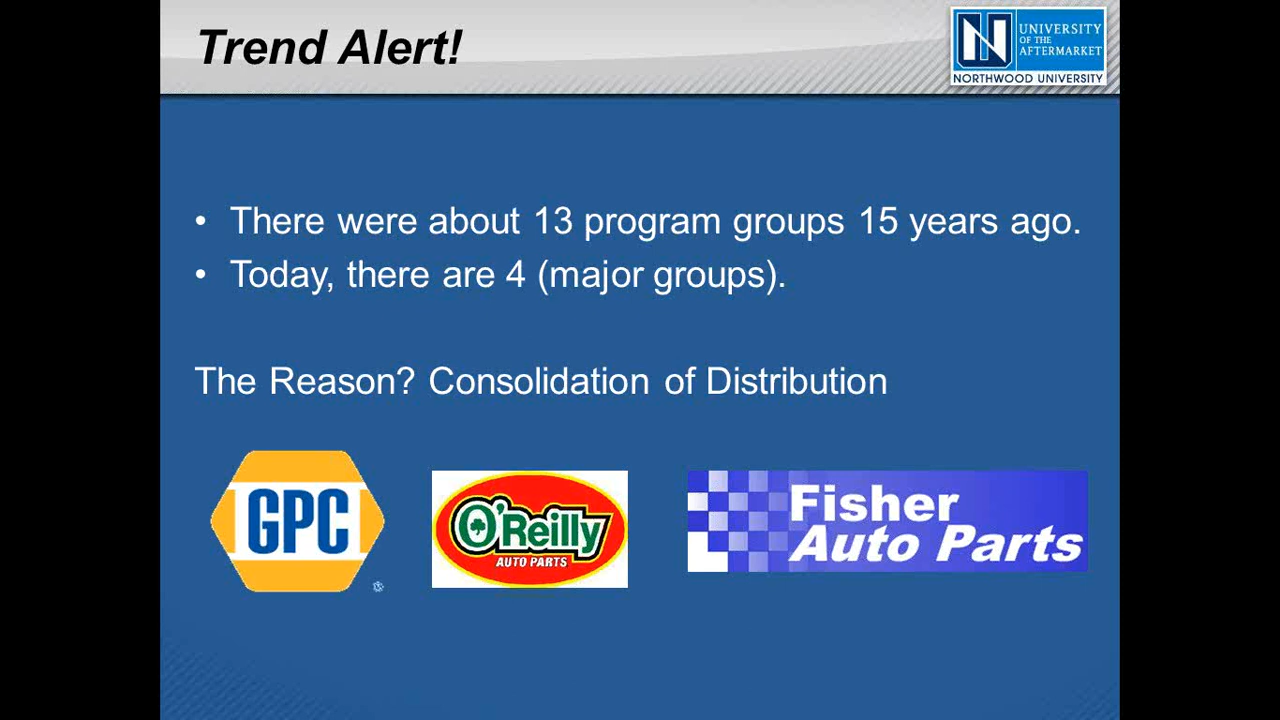 Trend Alert!
N
UNIVERSITY
OF THE
AFTERMARKET
NORTHWOOD UNIVERSITY
• There were about 13 program groups 15 years ago.
• Today, there are 4 (major groups).
The Reason? Consolidation of Distribution
GPC
O'Reilly
AUTO PARTS
Fisher
Auto Parts